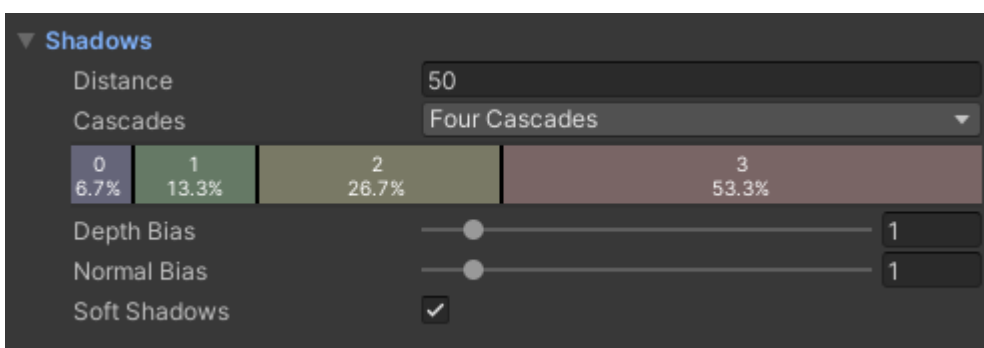 Shadows
Distance 50
Cascades Four Cascades
0 1 2 3
6.7% 13.3% 26.7% 53.3%
Depth Bias 1
Normal Bias 1
Soft Shadows